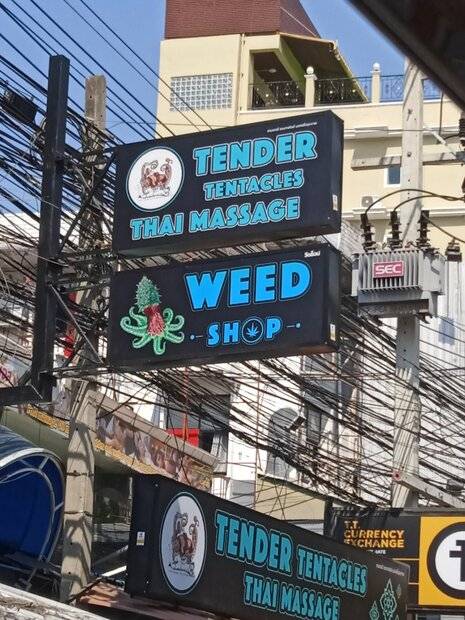 TENDER
TENTACLES
THAI MASSAGE
WEED
SHOP
SEC
TENDER TENTACLES
THAI MASSAGE
T.T.
CURRENCY
EXCHANGE